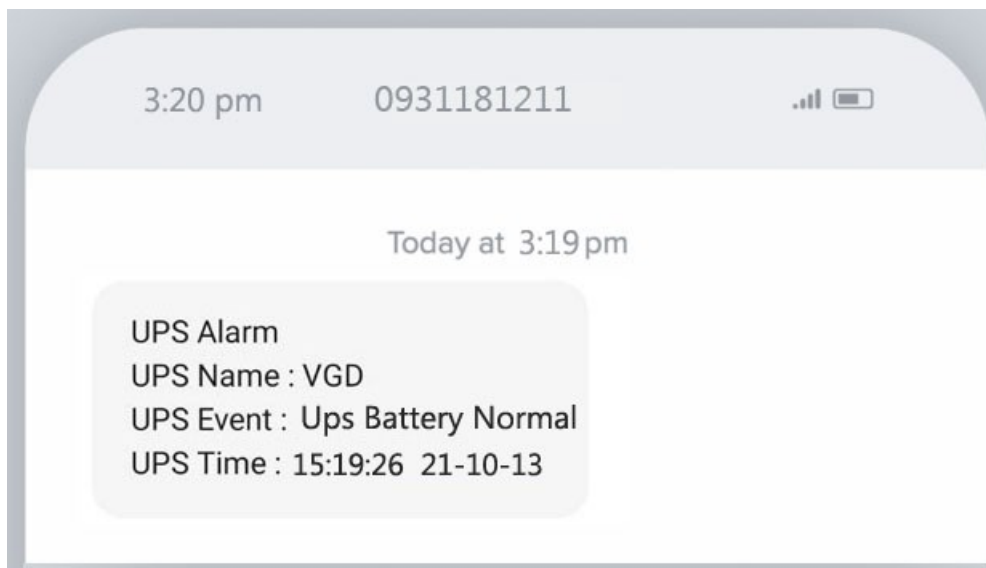 3:20 pm 0931181211
Today at 3:19 pm
UPS Alarm
UPS Name : VGD
UPS Event : Ups Battery Normal
UPS Time : 15:19:26 21-10-13